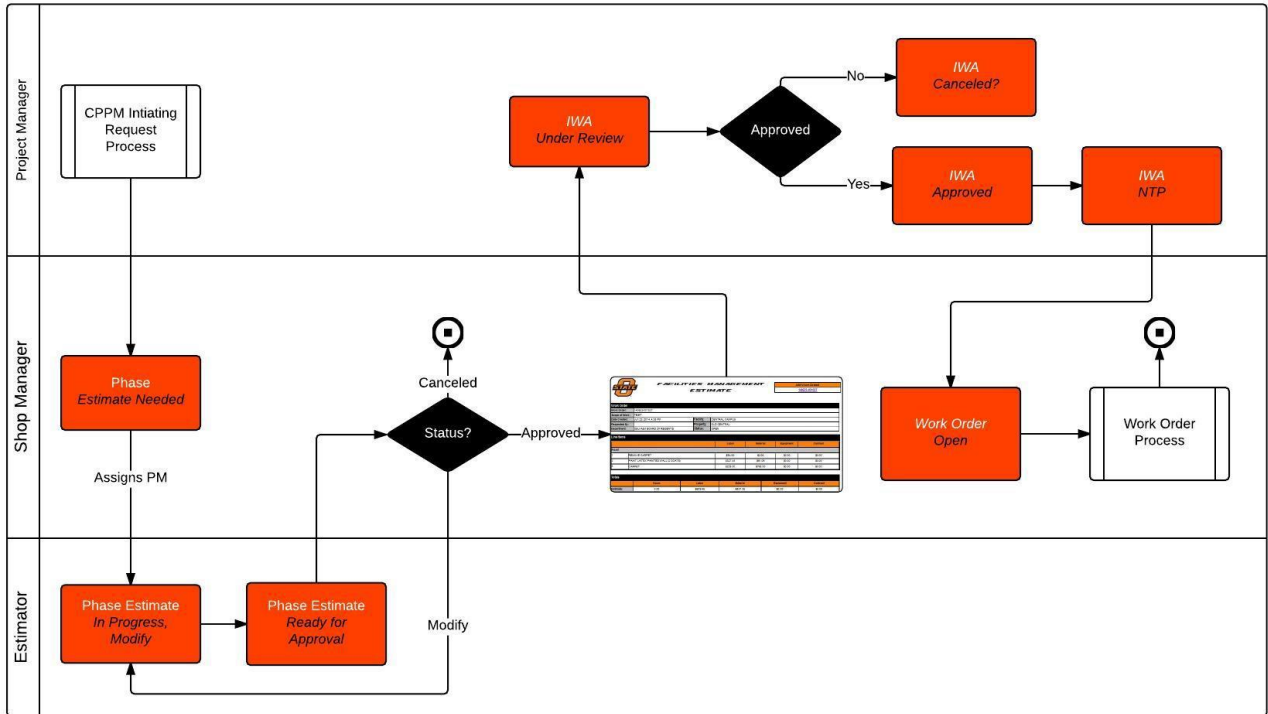 Project Manager
CPPM Intiating
Request
Process
IWA
Under Review
Approved
No
IWA
Canceled?
Yes
IWA
Approved
IWA
NTP
Shop Manager
Phase
Estimate Needed
Assigns PM
Canceled
Status?
Approved
FACILITIES MANAGEMENT
ESTIMATE
Work Order
Open
Work Order
Process
Estimator
Phase Estimate
In Progress,
Modify
Phase Estimate
Ready for
Approval
Modify